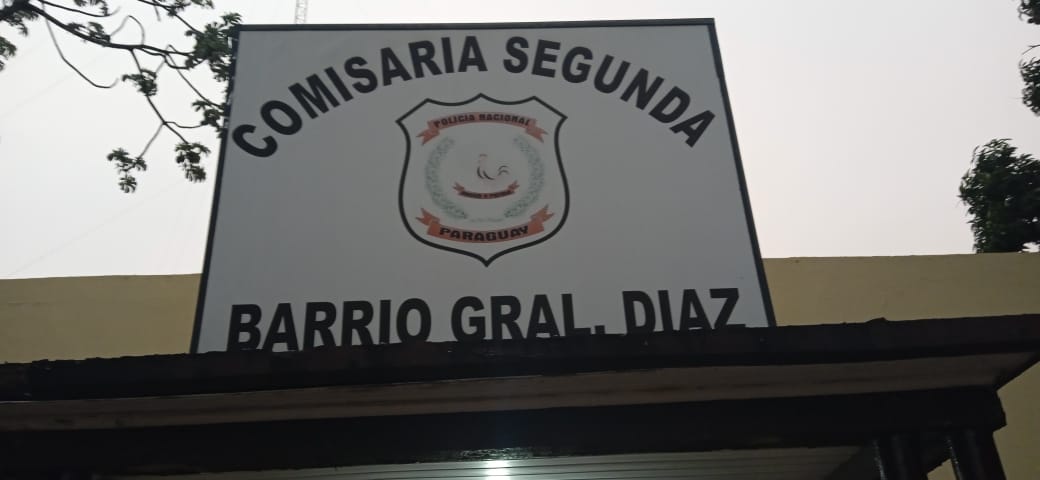 COMISARIA SEGUNDA
POLICIA NACIONAL
PARAGUAY
BARRIO GRAL. DIAZ